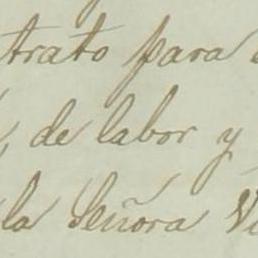 trato para
, de labor y
la Señora V